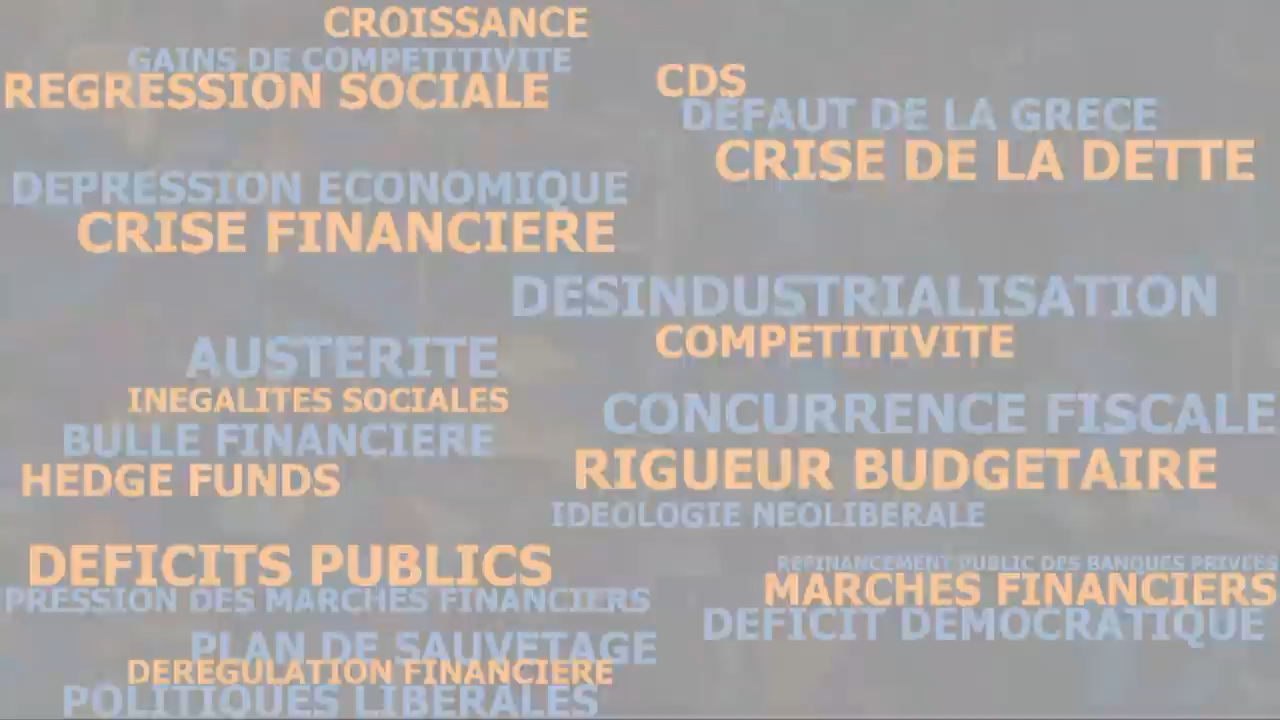 CROISSANCE
GAINS DE COMPETITIVITE
REGRESSION SOCIALE
CDS
DEFAUT DE LA GRECE
CRISE DE LA DETTE
DEPRESSION ECONOMIQUE
CRISE FINANCIERE
DESINDUSTRIALISATION
COMPETITIVITE
AUSTERITE
INEGALITES SOCIALES
CONCURRENCE FISCALE
BULLE FINANCIERE
RIGUEUR BUDGETAIRE
HEDGE FUNDS
IDEOLOGIE NEOLIBERALE
DEFICITS PUBLICS
REFINANCEMENT PUBLIC DES BANQUES PRIVEES
MARCHES FINANCIERS
PRESSION DES MARCHES FINANCIERS
DEFICIT DEMOCRATIQUE
PLAN DE SAUVETAGE
DEREGULATION FINANCIERE
POLITIQUES LIBERALES